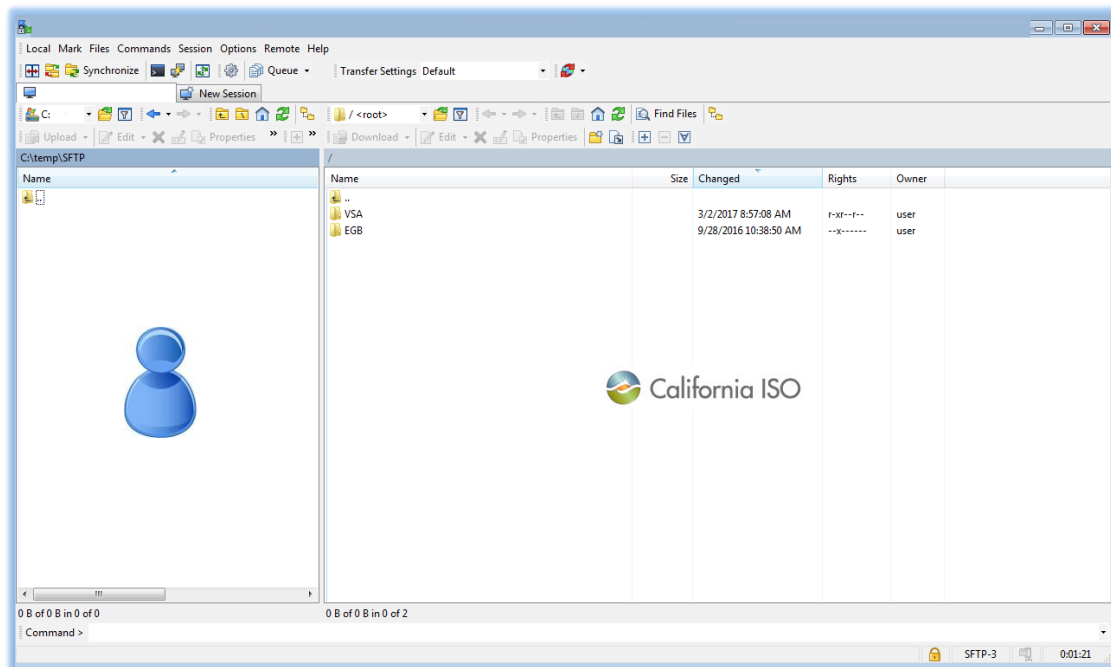 Local Mark Files Commands Session Options Remote Help
Synchronize Queue Transfer Settings Default
New Session
C: / <root> Find Files
Upload Edit Properties » » Download Edit Properties
C:\temp\SFTP /
Name Name Size Changed Rights Owner
.. ..
VSA 3/2/2017 8:57:08 AM r-xr--r-- user
EGB 9/28/2016 10:38:50 AM --x------ user
California ISO
0 B of 0 B in 0 of 0 0 B of 0 B in 0 of 2
Command >
SFTP-3 0:01:21